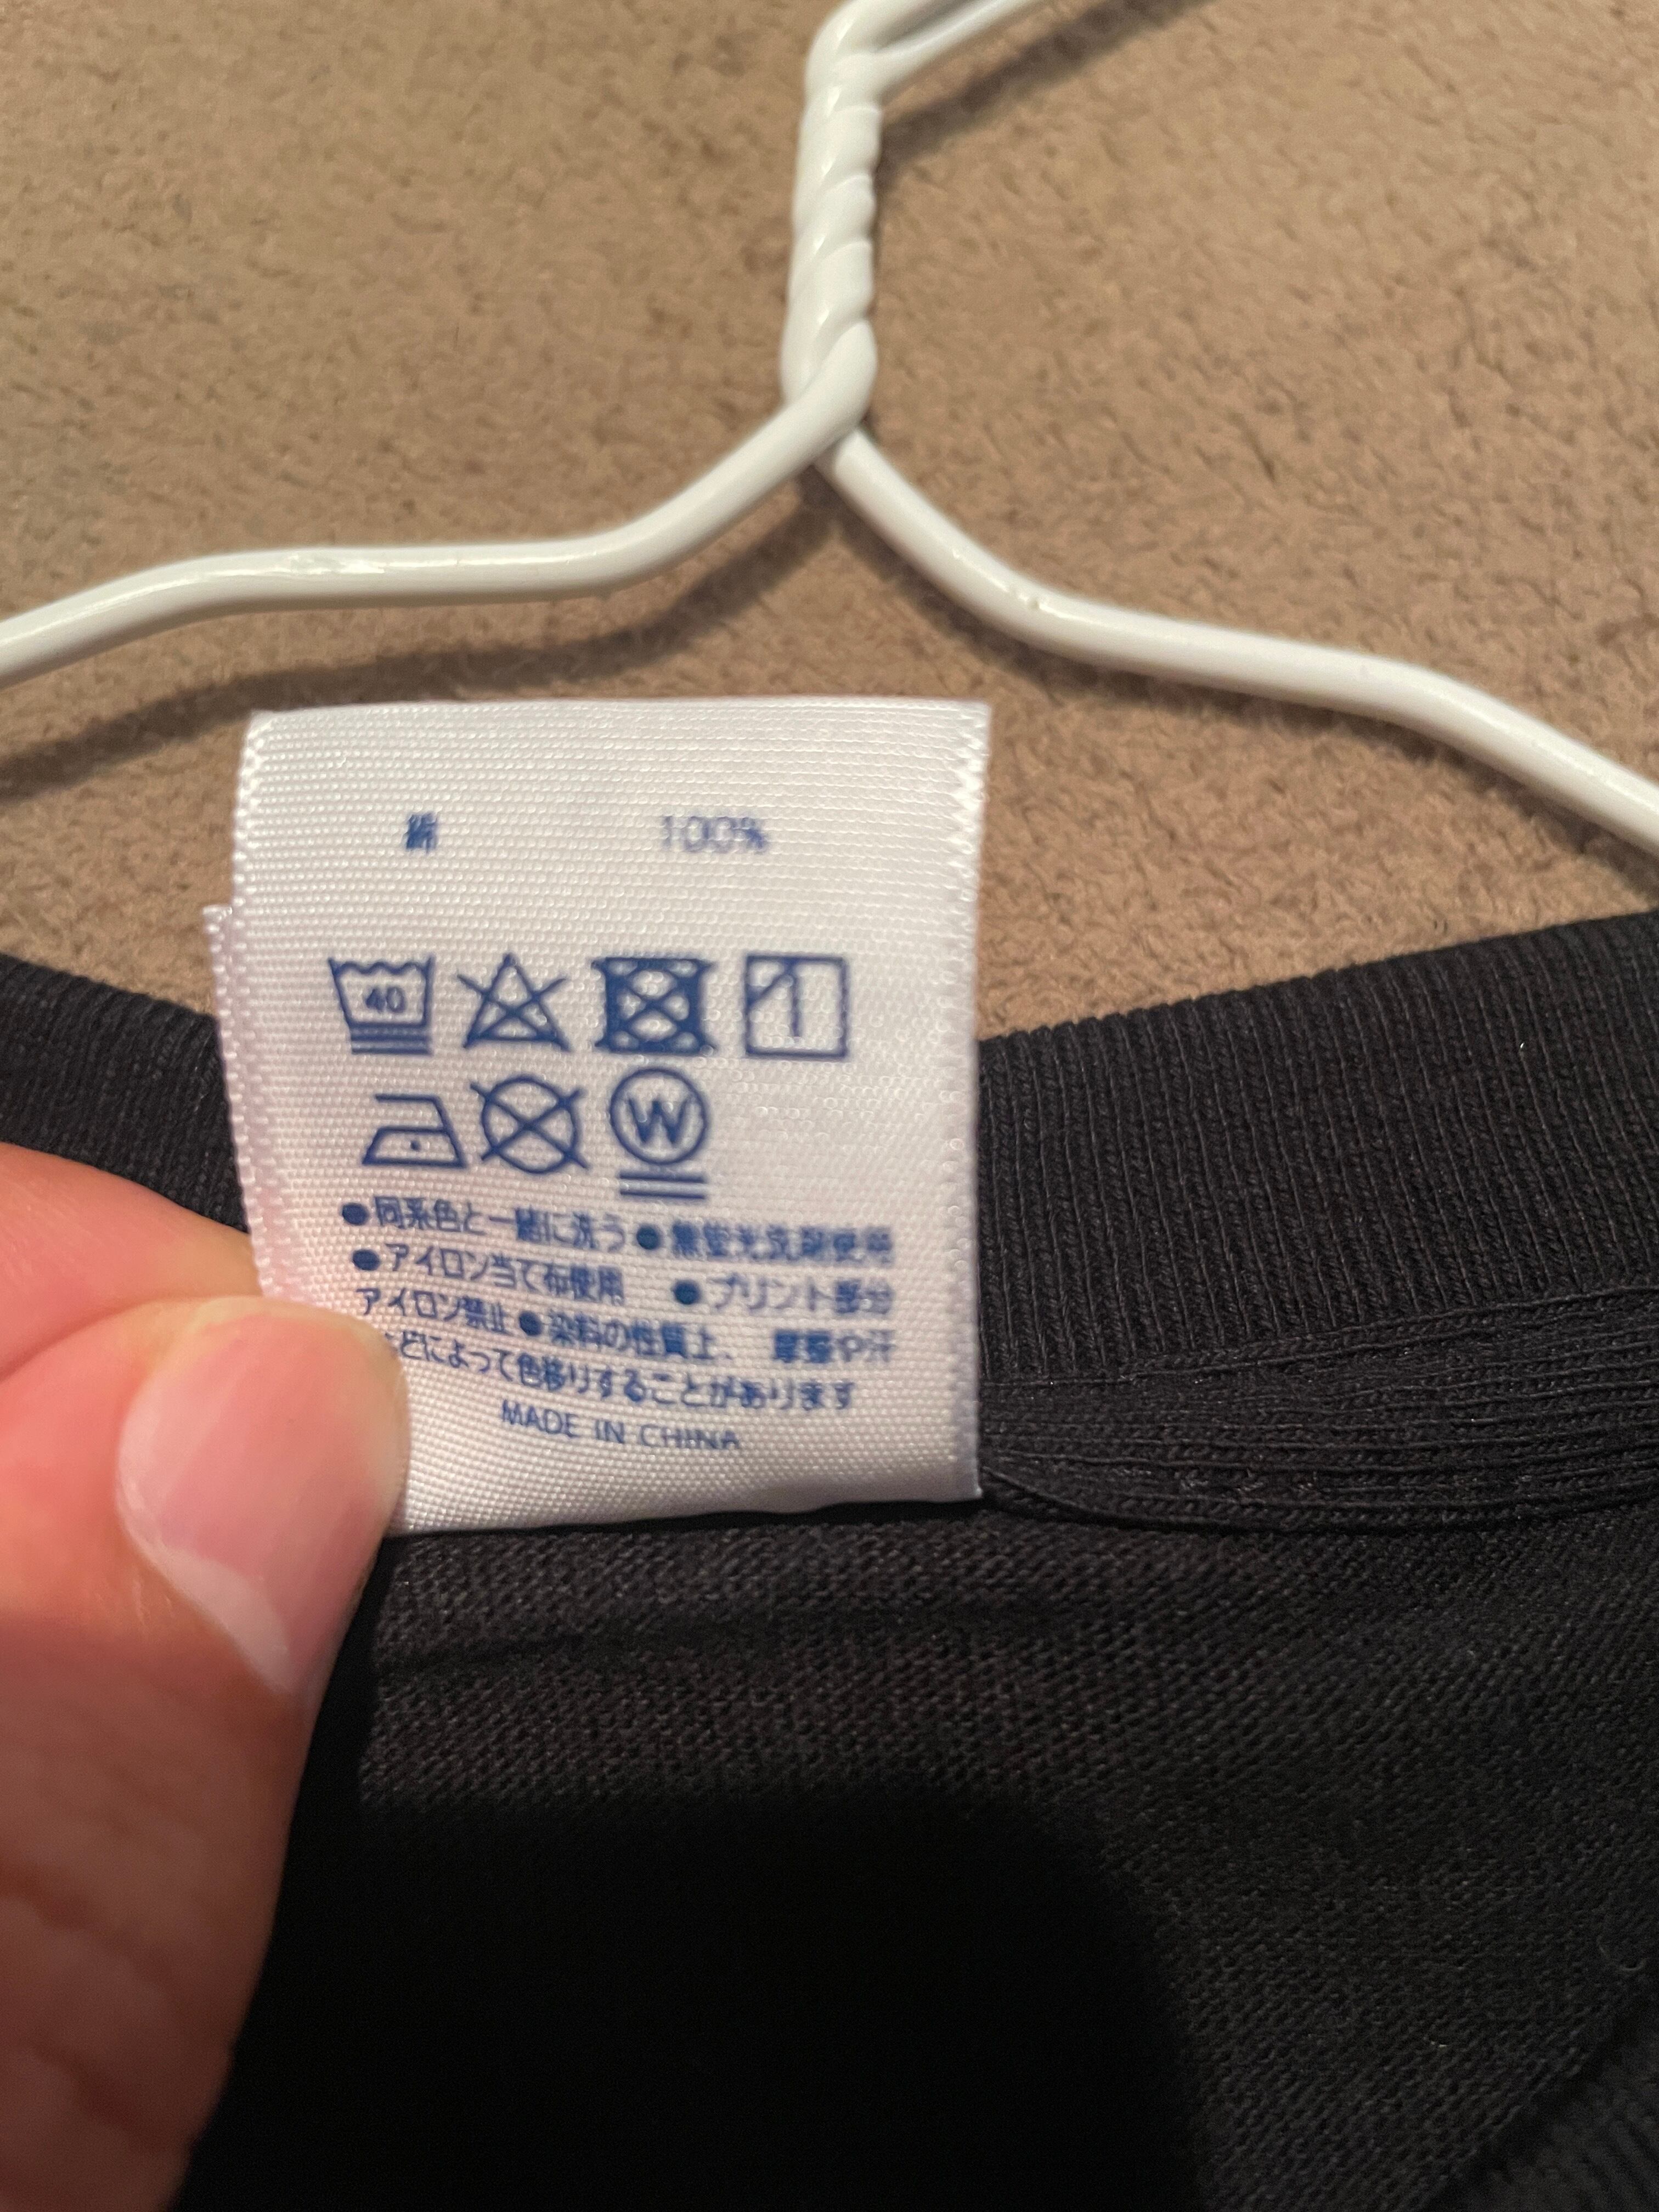 綿 100%
40
W
●同系色と一緒に洗う●無蛍光洗剤使用
●アイロン当て布使用 ●プリント部分
アイロン禁止●染料の性質上、摩擦や汗
どによって色移りすることがあります
MADE IN CHINA